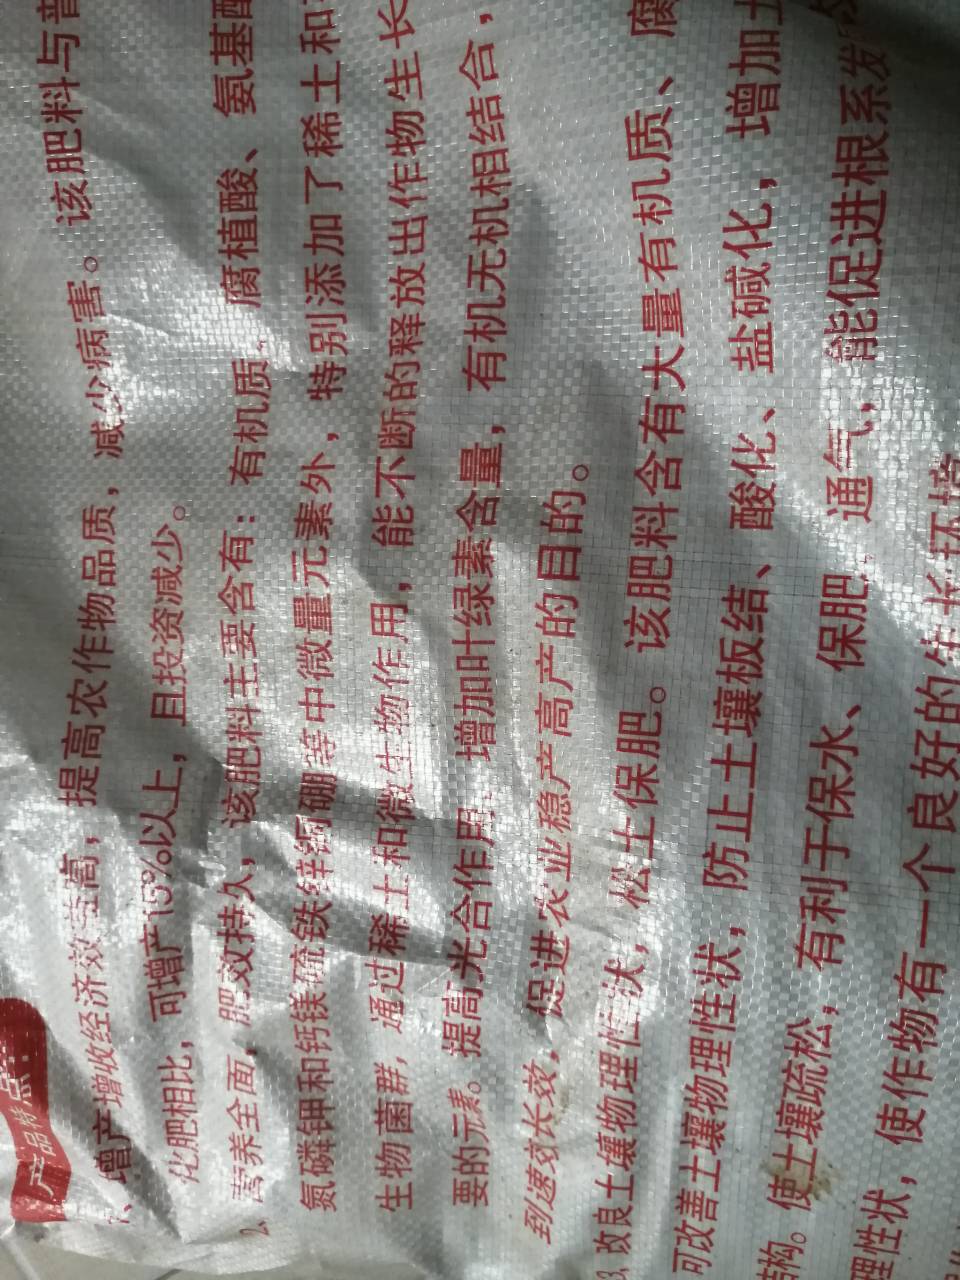 产品特点:
1、增产增收经济效益高，提高农作物品质，减少病害。该肥料与普
化肥相比，可增产15%以上，且投资减少。
2、营养全面，肥效持久，该肥料主要含有：有机质、腐植酸、氨基酸
氮磷钾和钙镁硫铁锌铜硼等中微量元素外，特别添加了稀土和
生物菌群，通过稀土和微生物作用，能不断的释放出作物生长
要的元素。提高光合作用，增加叶绿素含量，有机无机相结合，
到速效长效，促进农业稳产高产的目的。
3、改良土壤物理性状，松土保肥。该肥料含有大量有机质、腐
可改善土壤物理性状，防止土壤板结、酸化、盐碱化，增加土
结构。使土壤疏松，有利于保水、保肥、通气，能促进根系发
理性状，使作物有一个良好的生长环境